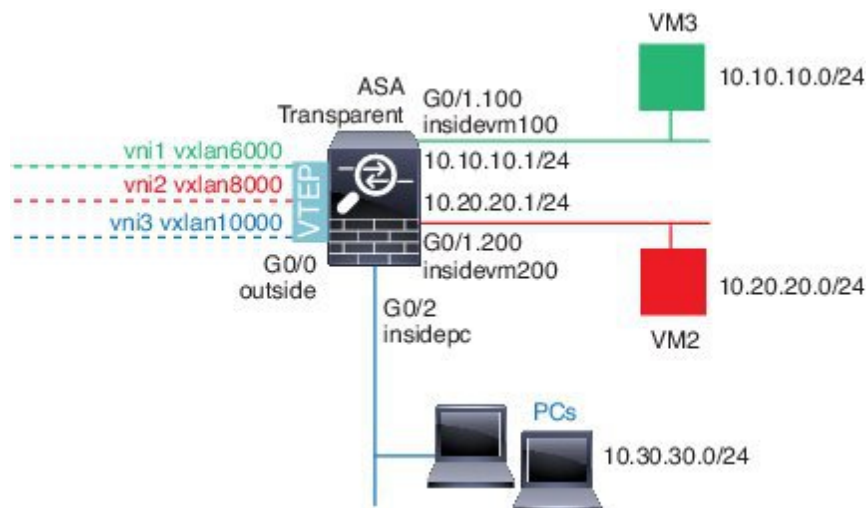 VM3
10.10.10.0/24
ASA
Transparent
G0/1.100
insidevm100
vni1 vxlan6000
vni2 vxlan8000
vni3 vxlan10000
VTEP
10.10.10.1/24
10.20.20.1/24
G0/1.200
insidevm200
G0/0
outside
10.20.20.0/24
VM2
G0/2
insidepc
PCs
10.30.30.0/24